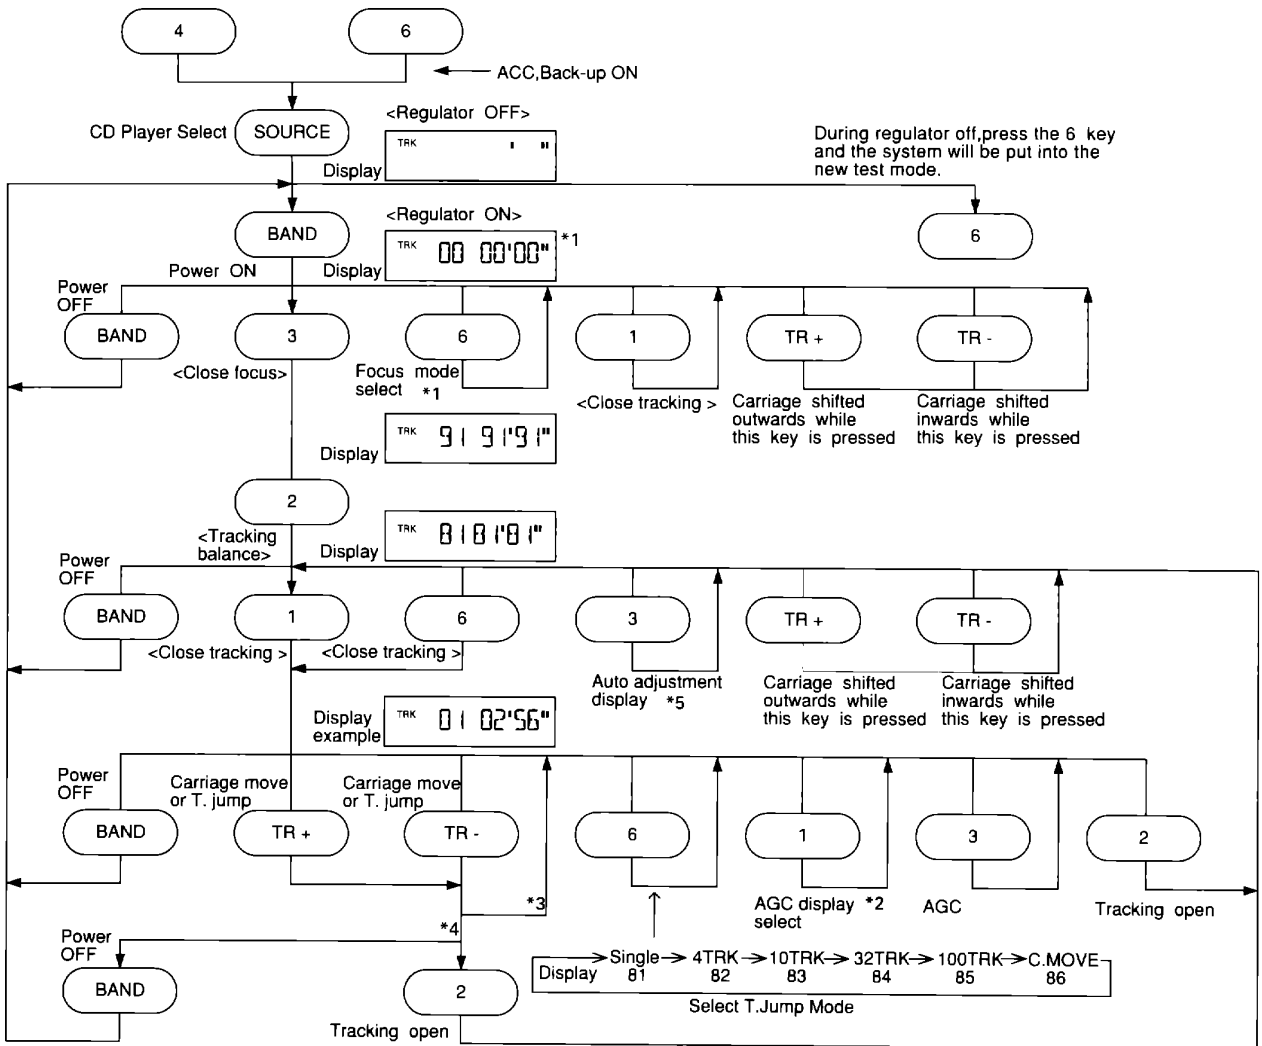 4
6
ACC,Back-up ON
<Regulator OFF>
CD Player Select
SOURCE
TRK ' "
Display
During regulator off,press the 6 key
and the system will be put into the
new test mode.
<Regulator ON>
BAND
TRK 00 00'00" *1
6
Power ON
Display
Power
OFF
BAND
3
6
1
TR +
TR -
<Close focus>
Focus mode
select *1
<Close tracking >
Carriage shifted
outwards while
this key is pressed
Carriage shifted
inwards while
this key is pressed
TRK 91 91'91"
Display
2
<Tracking
balance>
TRK 81 81'81"
Display
Power
OFF
BAND
1
6
3
TR +
TR -
<Close tracking >
<Close tracking >
Auto adjustment
display *5
Carriage shifted
outwards while
this key is pressed
Carriage shifted
inwards while
this key is pressed
Display
example
TRK 01 02'56"
Power
OFF
Carriage move
or T. jump
Carriage move
or T. jump
BAND
TR +
TR -
6
1
3
2
*3
AGC display *2
select
AGC
Tracking open
*4
Power
OFF
Single 4TRK 10TRK 32TRK 100TRK C.MOVE
Display 81 82 83 84 85 86
BAND
2
Select T.Jump Mode
Tracking open